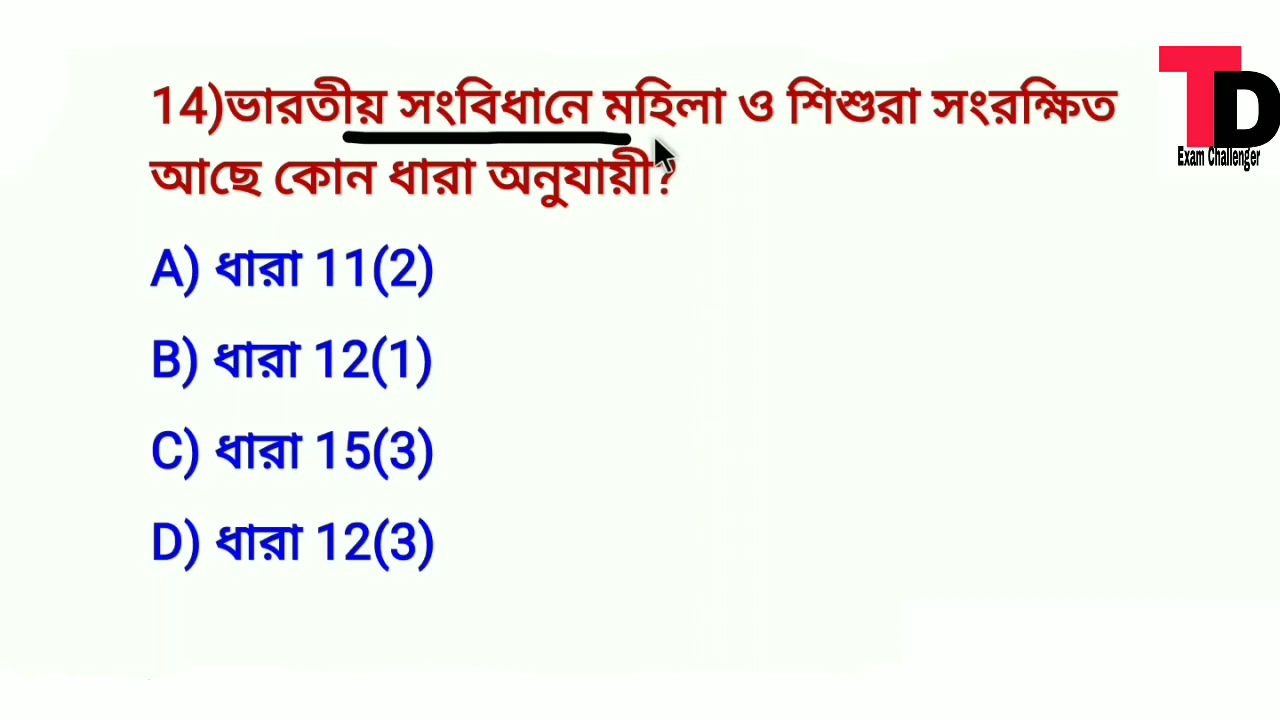 14)ভারতীয় সংবিধানে মহিলা ও শিশুরা সংরক্ষিত
আছে কোন ধারা অনুযায়ী?
A) ধারা 11(2)
B) ধারা 12(1)
C) ধারা 15(3)
D) ধারা 12(3)
TD
Exam Challenger